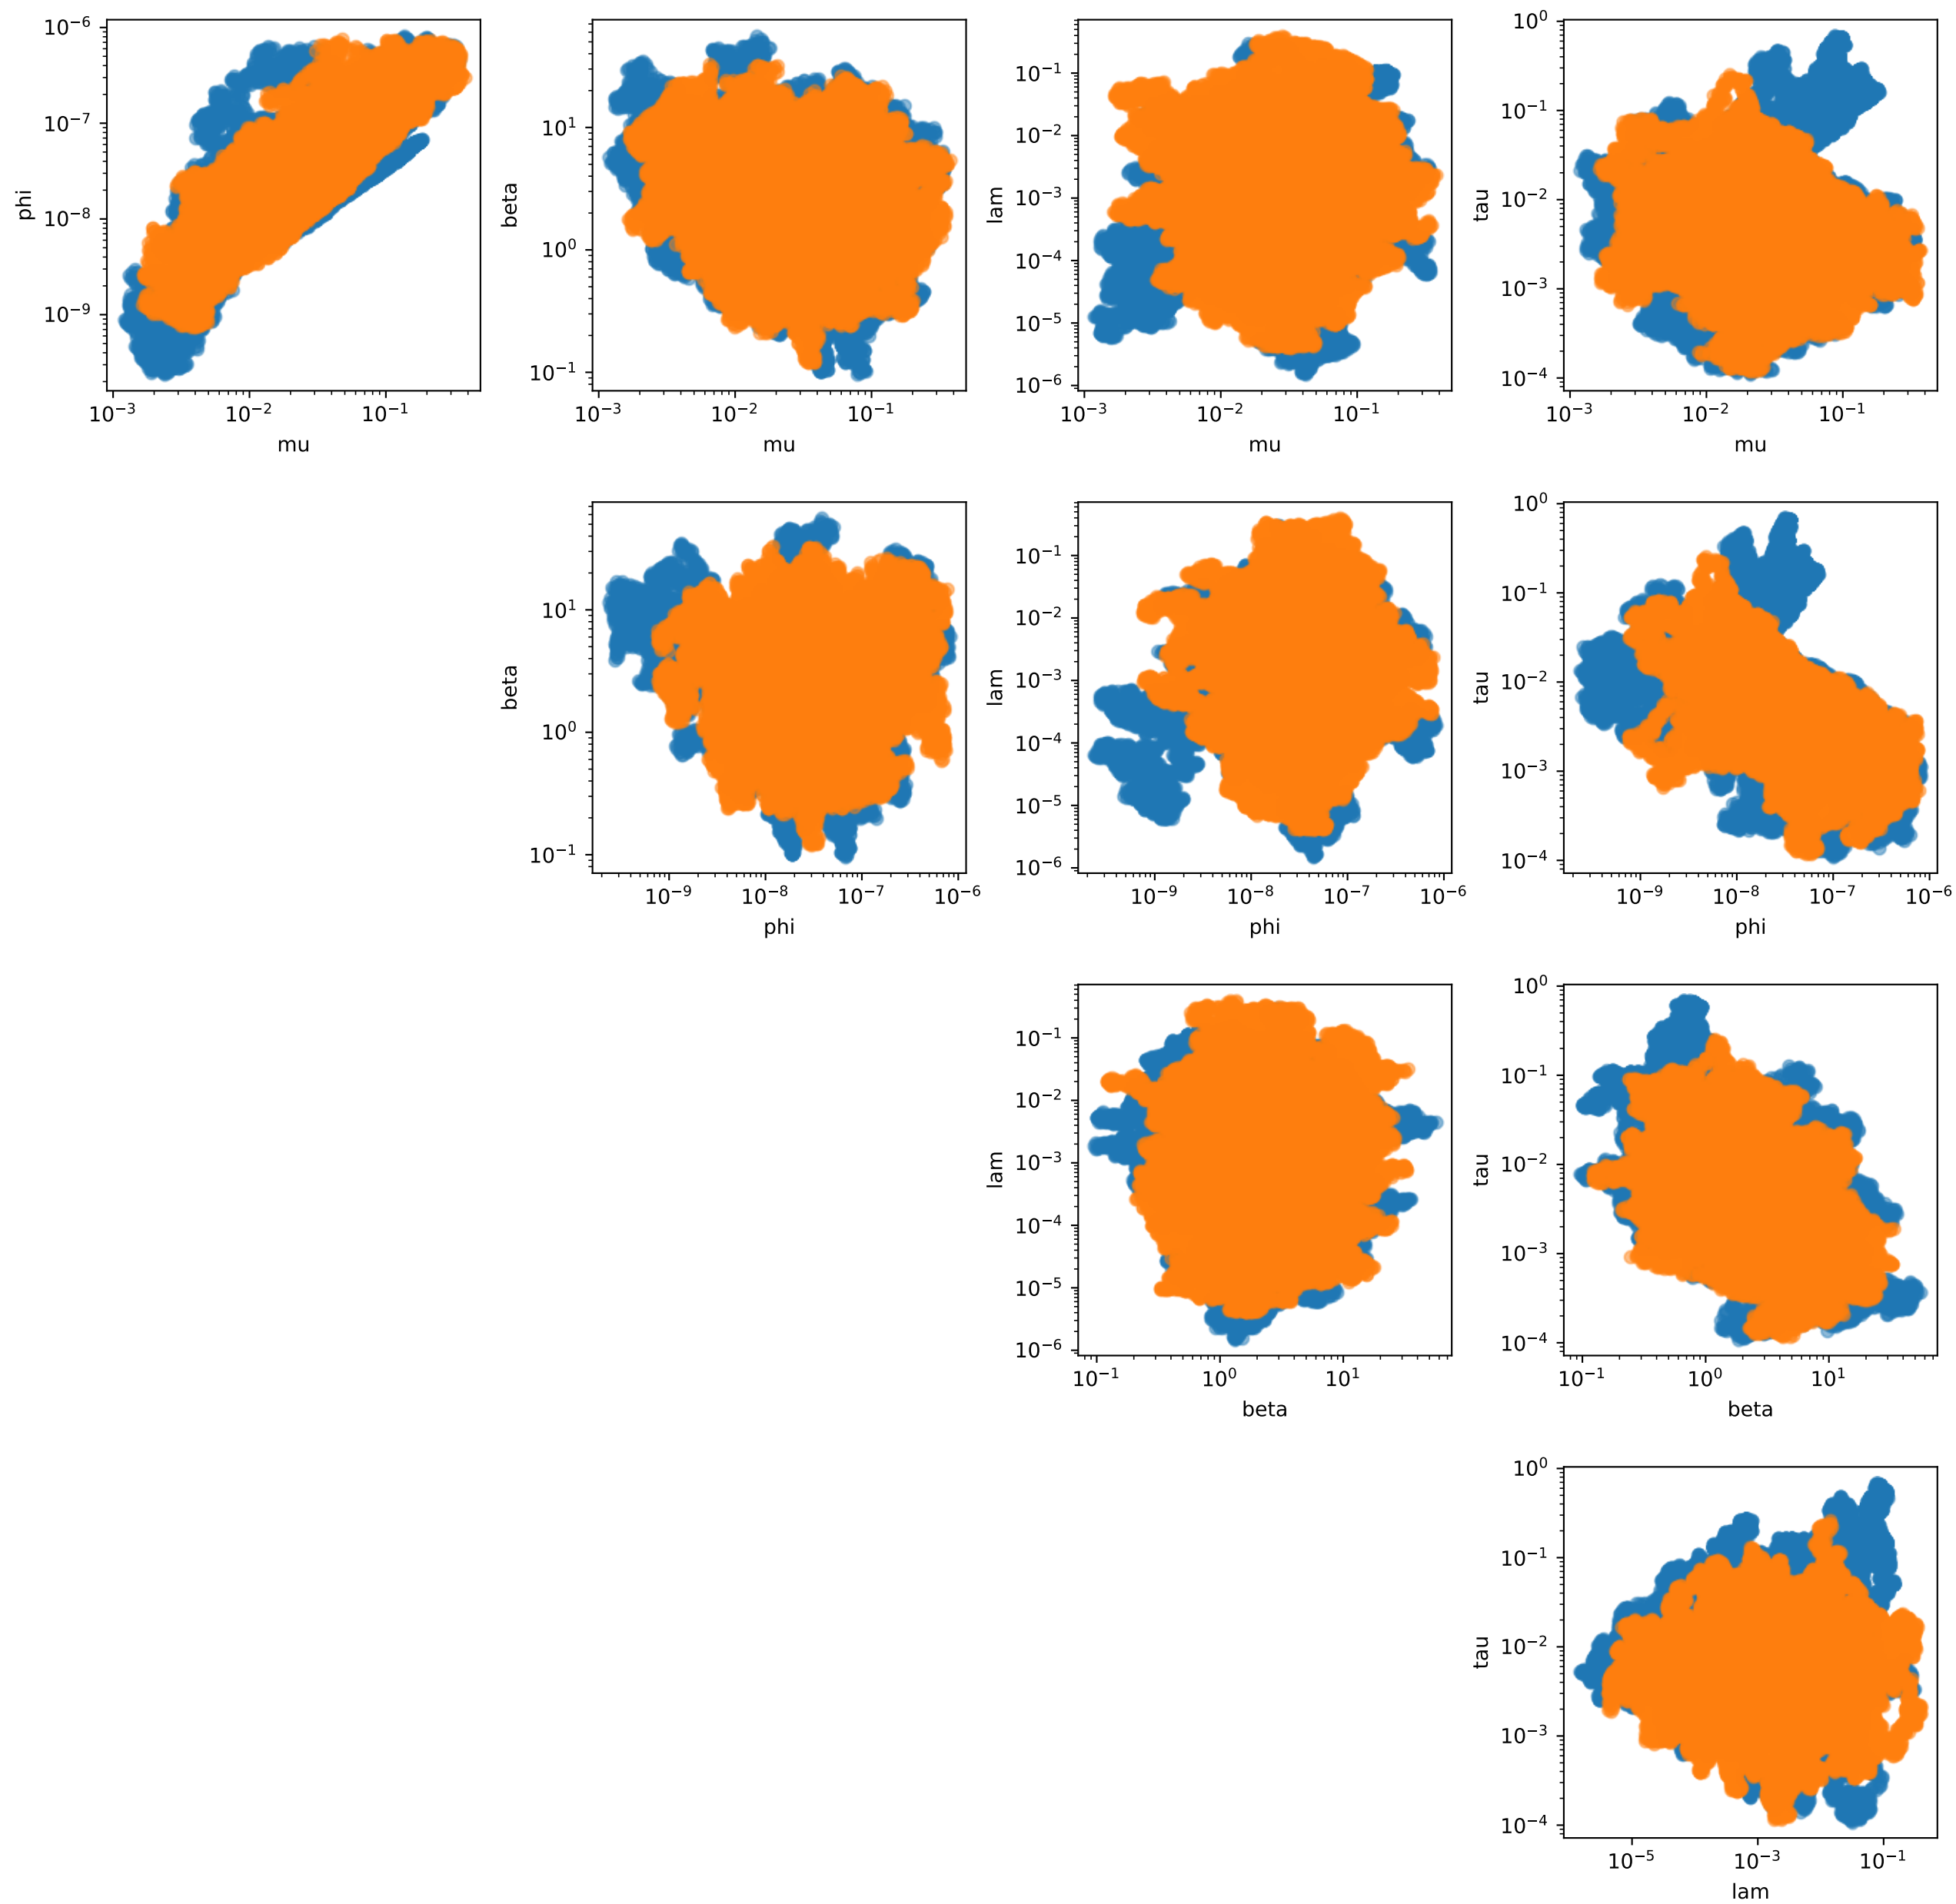 10⁻⁶ 10⁻⁷ 10⁻⁸ 10⁻⁹ phi 10⁻³ 10⁻² 10⁻¹ mu
10¹ 10⁰ 10⁻¹ beta 10⁻³ 10⁻² 10⁻¹ mu
10⁻¹ 10⁻² 10⁻³ 10⁻⁴ 10⁻⁵ 10⁻⁶ lam 10⁻³ 10⁻² 10⁻¹ mu
10⁰ 10⁻¹ 10⁻² 10⁻³ 10⁻⁴ tau 10⁻³ 10⁻² 10⁻¹ mu
10¹ 10⁰ 10⁻¹ beta 10⁻⁹ 10⁻⁸ 10⁻⁷ 10⁻⁶ phi
10⁻¹ 10⁻² 10⁻³ 10⁻⁴ 10⁻⁵ 10⁻⁶ lam 10⁻⁹ 10⁻⁸ 10⁻⁷ 10⁻⁶ phi
10⁰ 10⁻¹ 10⁻² 10⁻³ 10⁻⁴ tau 10⁻⁹ 10⁻⁸ 10⁻⁷ 10⁻⁶ phi
10⁻¹ 10⁻² 10⁻³ 10⁻⁴ 10⁻⁵ 10⁻⁶ lam 10⁻¹ 10⁰ 10¹ beta
10⁰ 10⁻¹ 10⁻² 10⁻³ 10⁻⁴ tau 10⁻¹ 10⁰ 10¹ beta
10⁰ 10⁻¹ 10⁻² 10⁻³ 10⁻⁴ tau 10⁻⁵ 10⁻³ 10⁻¹ lam